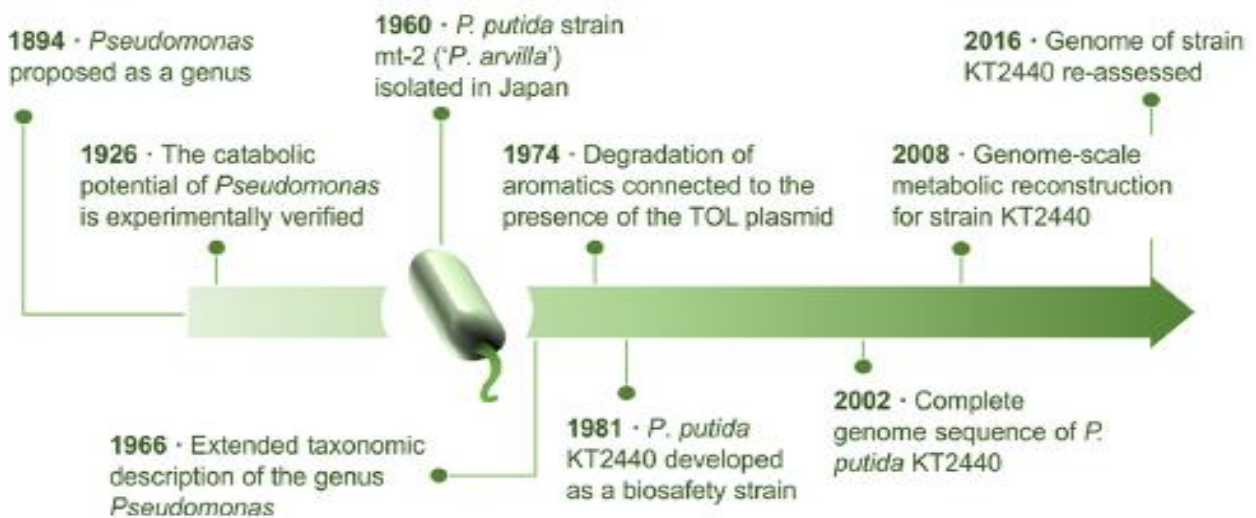 1894 · Pseudomonas
proposed as a genus
1926 · The catabolic
potential of Pseudomonas
is experimentally verified
1960 · P. putida strain
mt-2 ('P. arvilla')
isolated in Japan
1966 · Extended taxonomic
description of the genus
Pseudomonas
1974 · Degradation of
aromatics connected to the
presence of the TOL plasmid
1981 · P. putida
KT2440 developed
as a biosafety strain
2002 · Complete
genome sequence of P.
putida KT2440
2008 · Genome-scale
metabolic reconstruction
for strain KT2440
2016 · Genome of strain
KT2440 re-assessed